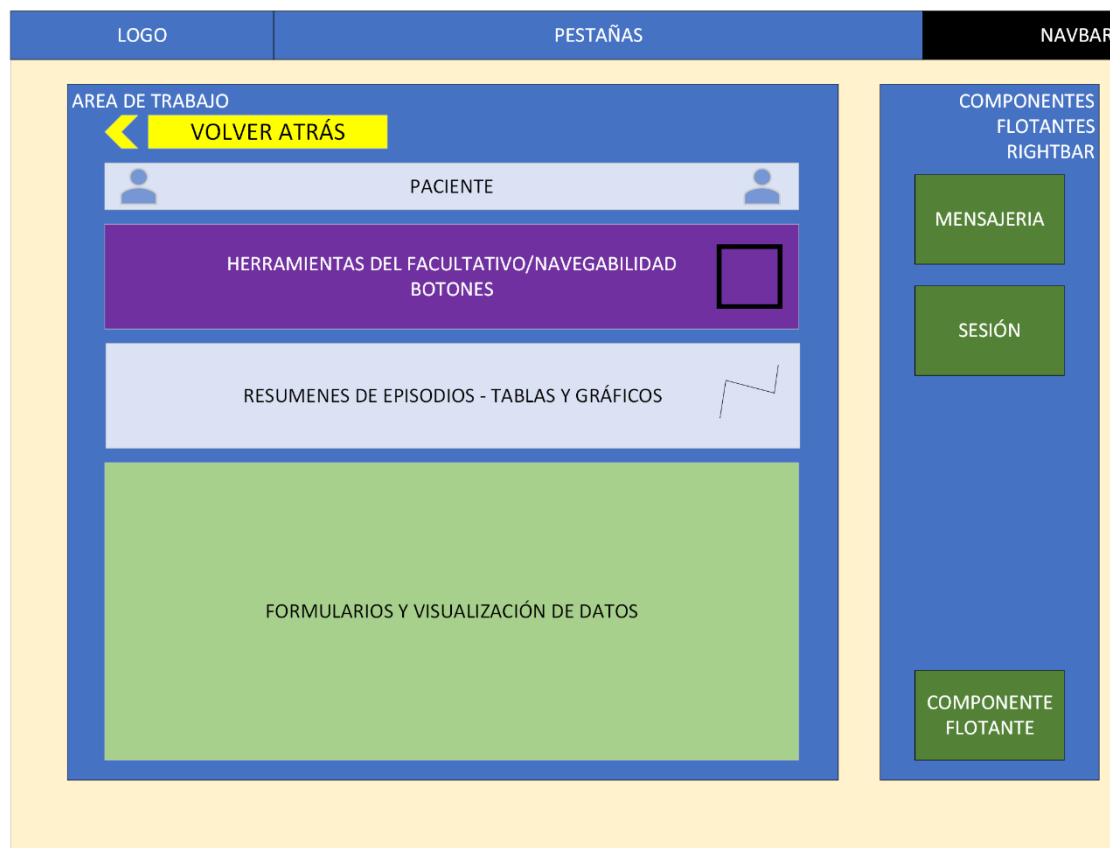 LOGO
PESTAÑAS
NAVBAR
AREA DE TRABAJO
VOLVER ATRÁS
PACIENTE
HERRAMIENTAS DEL FACULTATIVO/NAVEGABILIDAD
BOTONES
RESUMENES DE EPISODIOS - TABLAS Y GRÁFICOS
FORMULARIOS Y VISUALIZACIÓN DE DATOS
COMPONENTES
FLOTANTES
RIGHTBAR
MENSAJERIA
SESIÓN
COMPONENTE
FLOTANTE